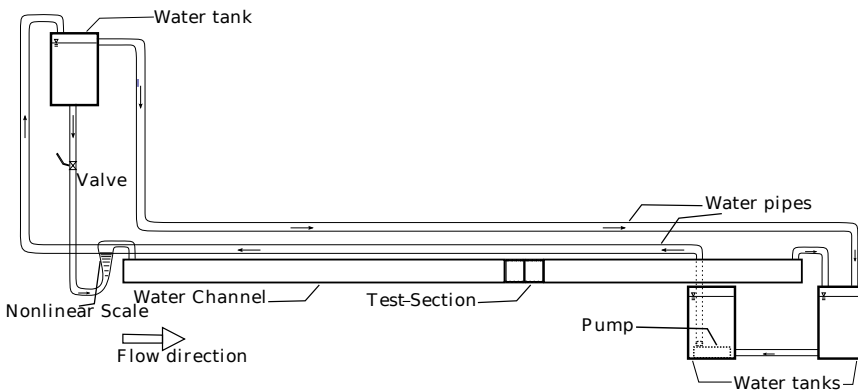 Water tank
Valve
Water pipes
Nonlinear Scale
Water Channel
Test-Section
Pump
Flow direction
Water tanks